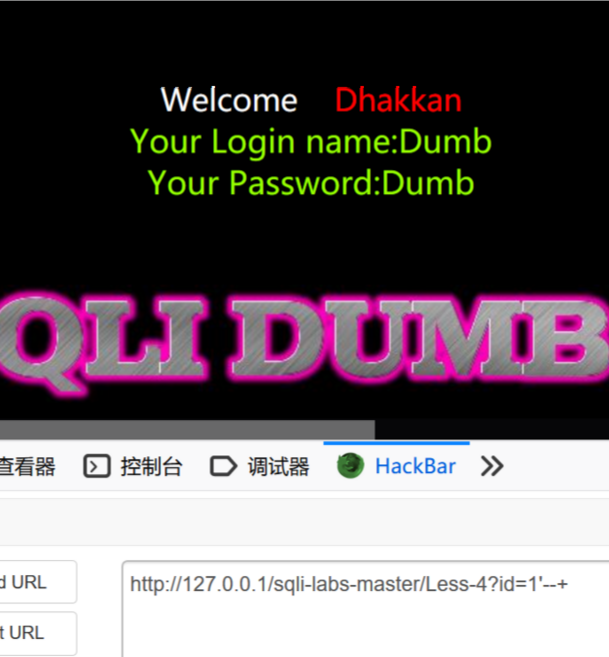 Welcome Dhakkan
Your Login name:Dumb
Your Password:Dumb
QLI DUMB
查看器 控制台 调试器 HackBar
d URL
http://127.0.0.1/sqli-labs-master/Less-4?id=1'--+
t URL